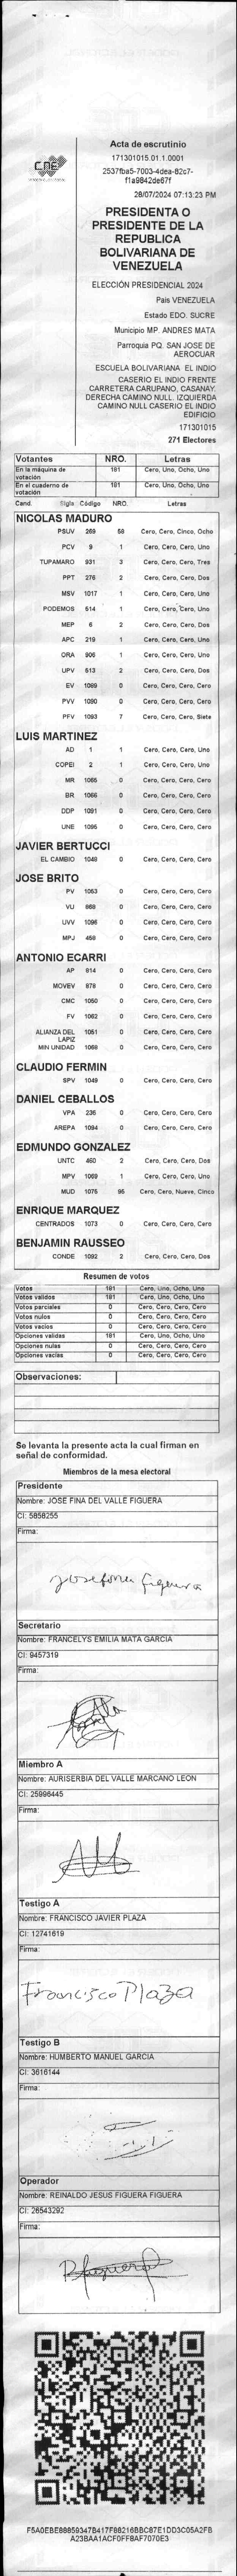 CNE
Acta de escrutinio
171301015.01.1.0001
2537fba5-7003-4dea-82c7-
f1a9842de87f
28/07/2024 07:13:23 PM
PRESIDENTA O
PRESIDENTE DE LA
REPUBLICA
BOLIVARIANA DE
VENEZUELA
ELECCIÓN PRESIDENCIAL 2024
Pais VENEZUELA
Estado EDO. SUCRE
Municipio MP. ANDRES MATA
Parroquia PQ. SAN JOSE DE
AEROCUAR
ESCUELA BOLIVARIANA EL INDIO
CASERIO EL INDIO FRENTE
CARRETERA CARUPANO, CASANAY.
DERECHA CAMINO NULL. IZQUIERDA
CAMINO NULL CASERIO EL INDIO
EDIFICIO
171301015
271 Electores
Votantes NRO. Letras
En la máquina de votación 181 Cero, Uno, Ocho, Uno
En el cuaderno de votación 181 Cero, Uno, Ocho, Uno
Cand. Sigla Código NRO. Letras
NICOLAS MADURO
PSUV 269 58 Cero, Cero, Cinco, Ocho
PCV 9 1 Cero, Cero, Cero, Uno
TUPAMARO 931 3 Cero, Cero, Cero, Tres
PPT 276 2 Cero, Cero, Cero, Dos
MSV 1017 1 Cero, Cero, Cero, Uno
PODEMOS 514 1 Cero, Cero, Cero, Uno
MEP 6 2 Cero, Cero, Cero, Dos
APC 219 1 Cero, Cero, Cero, Uno
ORA 906 1 Cero, Cero, Cero, Uno
UPV 513 2 Cero, Cero, Cero, Dos
EV 1089 0 Cero, Cero, Cero, Cero
PVV 1090 0 Cero, Cero, Cero, Cero
PFV 1093 7 Cero, Cero, Cero, Siete
LUIS MARTINEZ
AD 1 1 Cero, Cero, Cero, Uno
COPEI 2 1 Cero, Cero, Cero, Uno
MR 1065 0 Cero, Cero, Cero, Cero
BR 1066 0 Cero, Cero, Cero, Cero
DDP 1091 0 Cero, Cero, Cero, Cero
UNE 1095 0 Cero, Cero, Cero, Cero
JAVIER BERTUCCI
EL CAMBIO 1048 0 Cero, Cero, Cero, Cero
JOSE BRITO
PV 1053 0 Cero, Cero, Cero, Cero
VU 868 0 Cero, Cero, Cero, Cero
UVV 1096 0 Cero, Cero, Cero, Cero
MPJ 458 0 Cero, Cero, Cero, Cero
ANTONIO ECARRI
AP 814 0 Cero, Cero, Cero, Cero
MOVEV 878 0 Cero, Cero, Cero, Cero
CMC 1050 0 Cero, Cero, Cero, Cero
FV 1062 0 Cero, Cero, Cero, Cero
ALIANZA DEL LAPIZ 1051 0 Cero, Cero, Cero, Cero
MIN UNIDAD 1068 0 Cero, Cero, Cero, Cero
CLAUDIO FERMIN
SPV 1049 0 Cero, Cero, Cero, Cero
DANIEL CEBALLOS
VPA 236 0 Cero, Cero, Cero, Cero
AREPA 1094 0 Cero, Cero, Cero, Cero
EDMUNDO GONZALEZ
UNTC 460 2 Cero, Cero, Cero, Dos
MPV 1069 1 Cero, Cero, Cero, Uno
MUD 1075 95 Cero, Cero, Nueve, Cinco
ENRIQUE MARQUEZ
CENTRADOS 1073 0 Cero, Cero, Cero, Cero
BENJAMIN RAUSSEO
CONDE 1092 2 Cero, Cero, Cero, Dos
Resumen de votos
Votos 181 Cero, Uno, Ocho, Uno
Votos validos 181 Cero, Uno, Ocho, Uno
Votos parciales 0 Cero, Cero, Cero, Cero
Votos nulos 0 Cero, Cero, Cero, Cero
Votos vacios 0 Cero, Cero, Cero, Cero
Opciones validas 181 Cero, Uno, Ocho, Uno
Opciones nulas 0 Cero, Cero, Cero, Cero
Opciones vacias 0 Cero, Cero, Cero, Cero
Observaciones:
Se levanta la presente acta la cual firman en
señal de conformidad.
Miembros de la mesa electoral
Presidente
Nombre: JOSE FINA DEL VALLE FIGUERA
CI: 5858255
Firma:
Josefina Figuera
Secretario
Nombre: FRANCELYS EMILIA MATA GARCIA
CI: 9457319
Firma:
Miembro A
Nombre: AURISERBIA DEL VALLE MARCANO LEON
CI: 25996445
Firma:
Testigo A
Nombre: FRANCISCO JAVIER PLAZA
CI: 12741619
Firma:
Francisco Plaza
Testigo B
Nombre: HUMBERTO MANUEL GARCIA
CI: 3616144
Firma:
Operador
Nombre: REINALDO JESUS FIGUERA FIGUERA
CI: 26543292
Firma:
RFiguera
F5A0EBE88859347B417F88216BBC87E1DD3C05A2FB
A23BAA1ACF0FF8AF7070E3